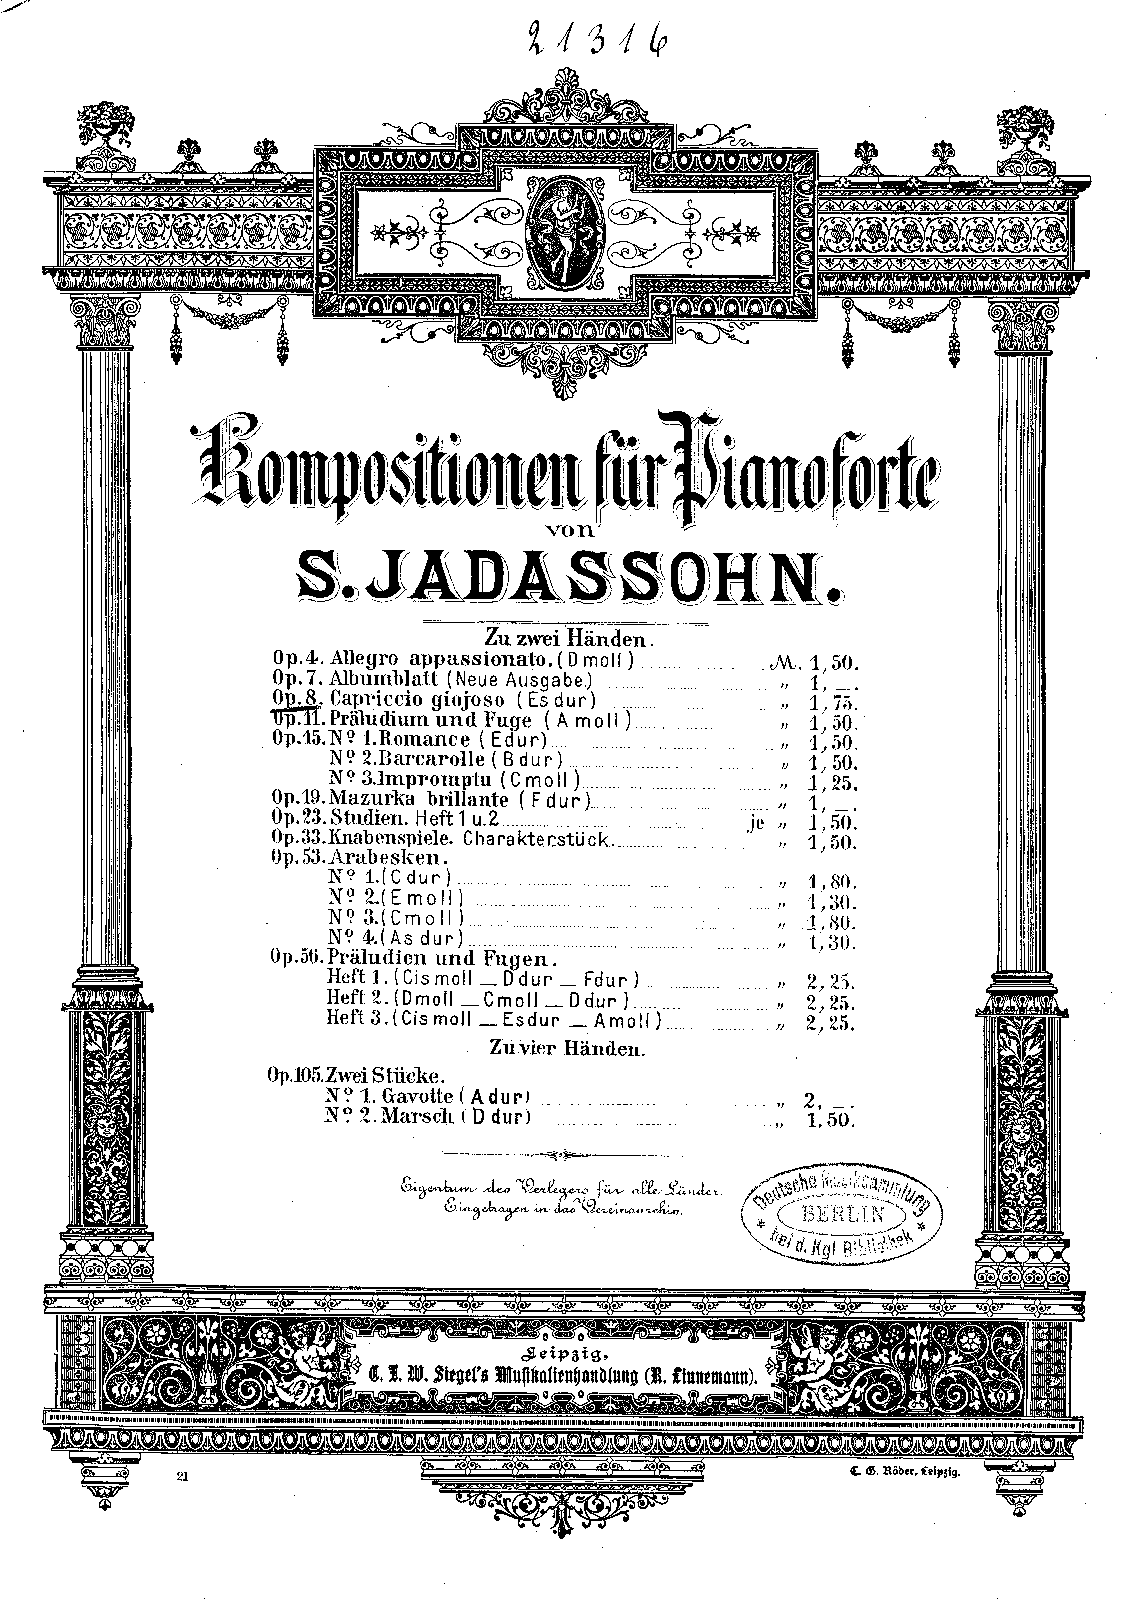 21316
Kompositionen für Pianoforte
von
S. JADASSOHN.
Zu zwei Händen.
Op. 4. Allegro appassionato. (D moll) M. 1,50.
Op. 7. Albumblatt (Neue Ausgabe.) „ 1, _.
Op. 8. Capriccio giojoso (Es dur) „ 1, 75.
Op. 11. Präludium und Fuge (A moll) „ 1, 50.
Op. 15. No 1. Romance (E dur) „ 1, 50.
No 2. Barcarolle (B dur) „ 1, 50.
No 3. Impromptu (C moll) „ 1, 25.
Op. 19. Mazurka brillante (F dur) „ 1, _.
Op. 23. Studien. Heft 1 u. 2 je „ 1, 50.
Op. 33. Knabenspiele. Charakterstück „ 1, 50.
Op. 53. Arabesken.
No 1. (C dur) „ 1, 80.
No 2. (E moll) „ 1, 30.
No 3. (C moll) „ 1, 80.
No 4. (As dur) „ 1, 30.
Op. 56. Präludien und Fugen.
Heft 1. (Cis moll _ D dur _ F dur) „ 2, 25.
Heft 2. (D moll _ C moll _ D dur) „ 2, 25.
Heft 3. (Cis moll _ Es dur _ A moll) „ 2, 25.
Zu vier Händen.
Op. 105. Zwei Stücke.
No 1. Gavotte (A dur) „ 2, _.
No 2. Marsch (D dur) „ 1, 50.
Eigentum des Verlegers für alle Länder.
Eingetragen in das Vereinsarchiv.
Deutsche Musiksammlung
BERLIN
bei d. Kgl Bibliothek
Leipzig,
C. F. W. Siegel's Musikalienhandlung (R. Linnemann).
21
C. G. Röder, Leipzig.